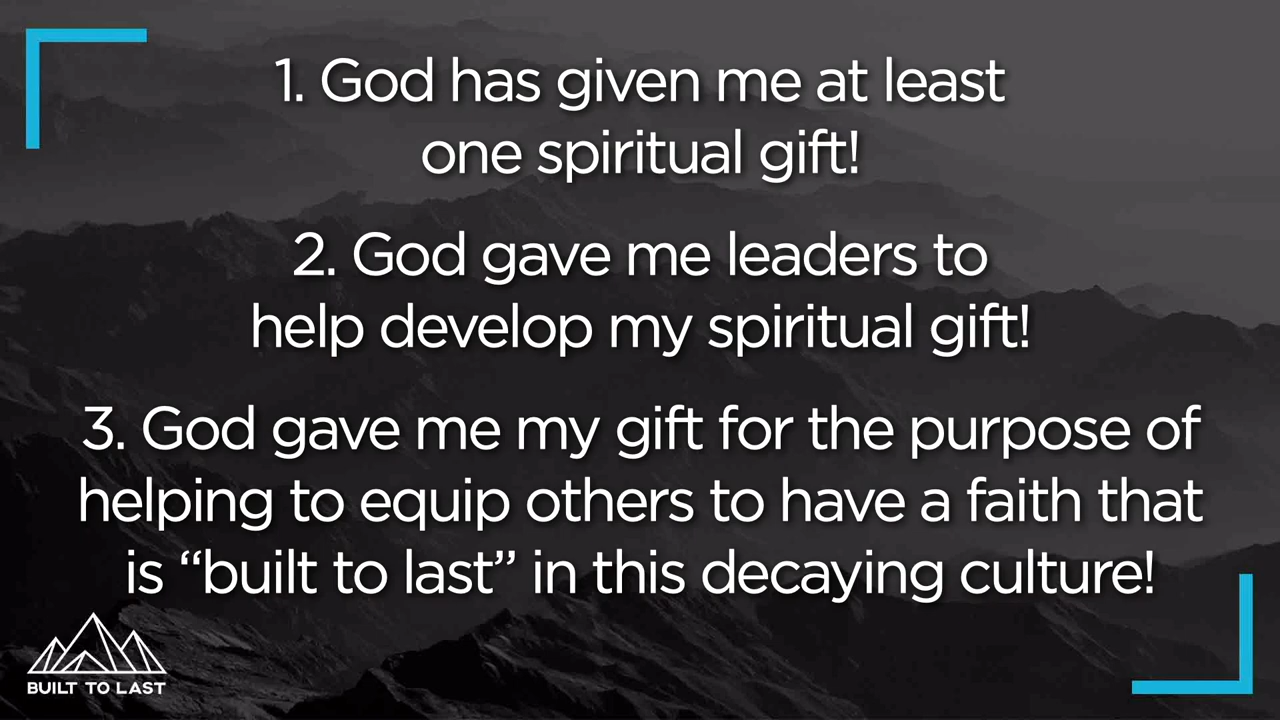 1. God has given me at least
one spiritual gift!
2. God gave me leaders to
help develop my spiritual gift!
3. God gave me my gift for the purpose of
helping to equip others to have a faith that
is “built to last” in this decaying culture!
BUILT TO LAST